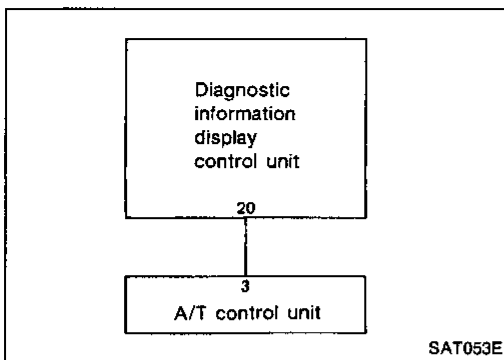 Diagnostic
information
display
control unit
20
3
A/T control unit
SAT053E